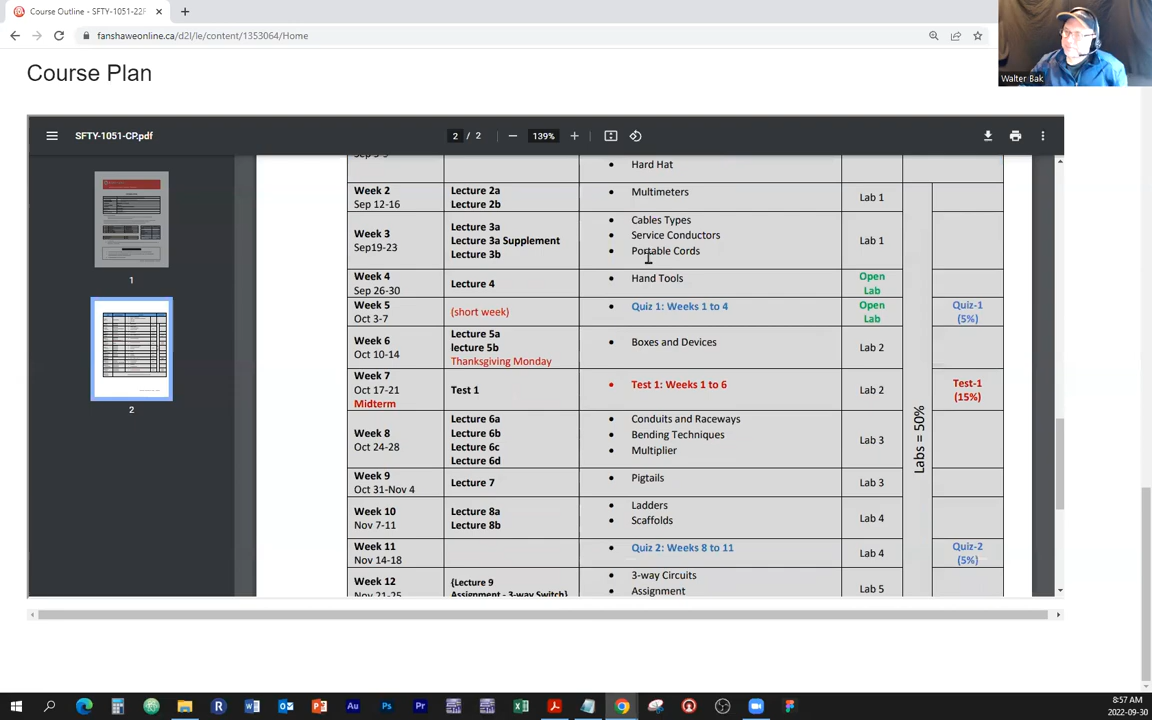 Course Outline - SFTY-1051-22F
fanshaweonline.ca/d2l/le/content/1353064/Home
Walter Bak
Course Plan
SFTY-1051-CP.pdf
2 / 2
139%
1
2
Hard Hat
Week 2
Sep 12-16
Lecture 2a
Lecture 2b
Multimeters
Lab 1
Week 3
Sep19-23
Lecture 3a
Lecture 3a Supplement
Lecture 3b
Cables Types
Service Conductors
Portable Cords
Lab 1
Week 4
Sep 26-30
Lecture 4
Hand Tools
Open
Lab
Week 5
Oct 3-7
(short week)
Quiz 1: Weeks 1 to 4
Open
Lab
Quiz-1
(5%)
Week 6
Oct 10-14
Lecture 5a
lecture 5b
Thanksgiving Monday
Boxes and Devices
Lab 2
Week 7
Oct 17-21
Midterm
Test 1
Test 1: Weeks 1 to 6
Lab 2
Test-1
(15%)
Week 8
Oct 24-28
Lecture 6a
Lecture 6b
Lecture 6c
Lecture 6d
Conduits and Raceways
Bending Techniques
Multiplier
Lab 3
Labs = 50%
Week 9
Oct 31-Nov 4
Lecture 7
Pigtails
Lab 3
Week 10
Nov 7-11
Lecture 8a
Lecture 8b
Ladders
Scaffolds
Lab 4
Week 11
Nov 14-18
Quiz 2: Weeks 8 to 11
Lab 4
Quiz-2
(5%)
Week 12
Nov 21-25
{Lecture 9
Assignment - 3-way Switch}
3-way Circuits
Assignment
Lab 5
8:57 AM
2022-09-30